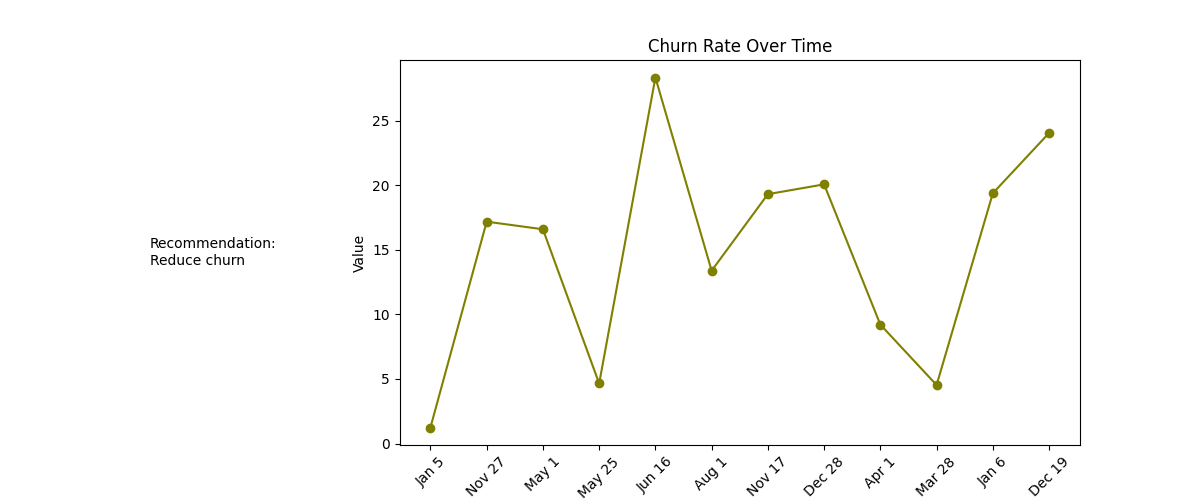 Churn Rate Over Time
Recommendation:
Reduce churn
Value
25
20
15
10
5
0
Jan 5
Nov 27
May 1
May 25
Jun 16
Aug 1
Nov 17
Dec 28
Apr 1
Mar 28
Jan 6
Dec 19